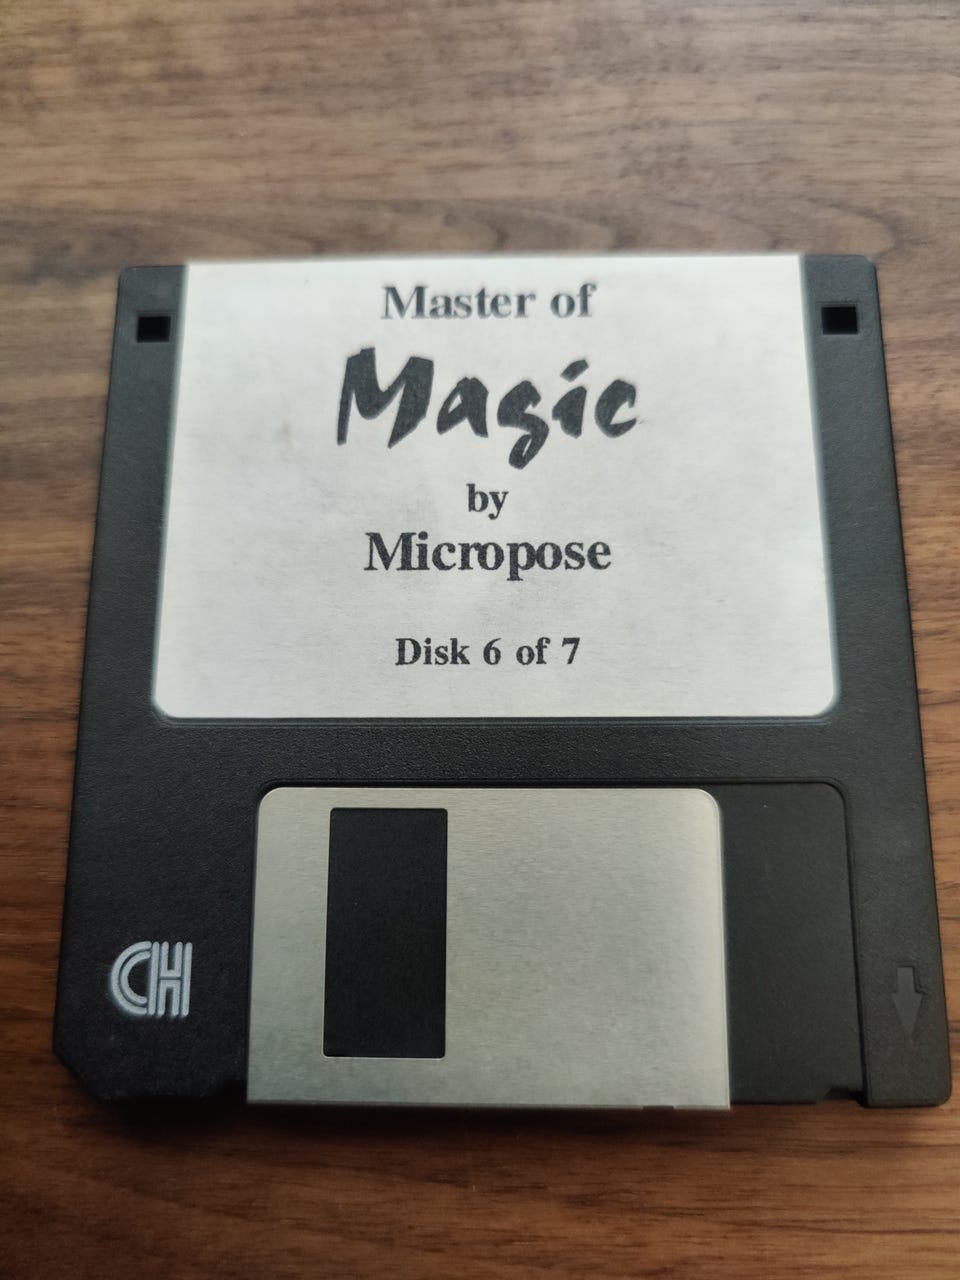 Master of
Magic
by
Micropose
Disk 6 of 7
CH